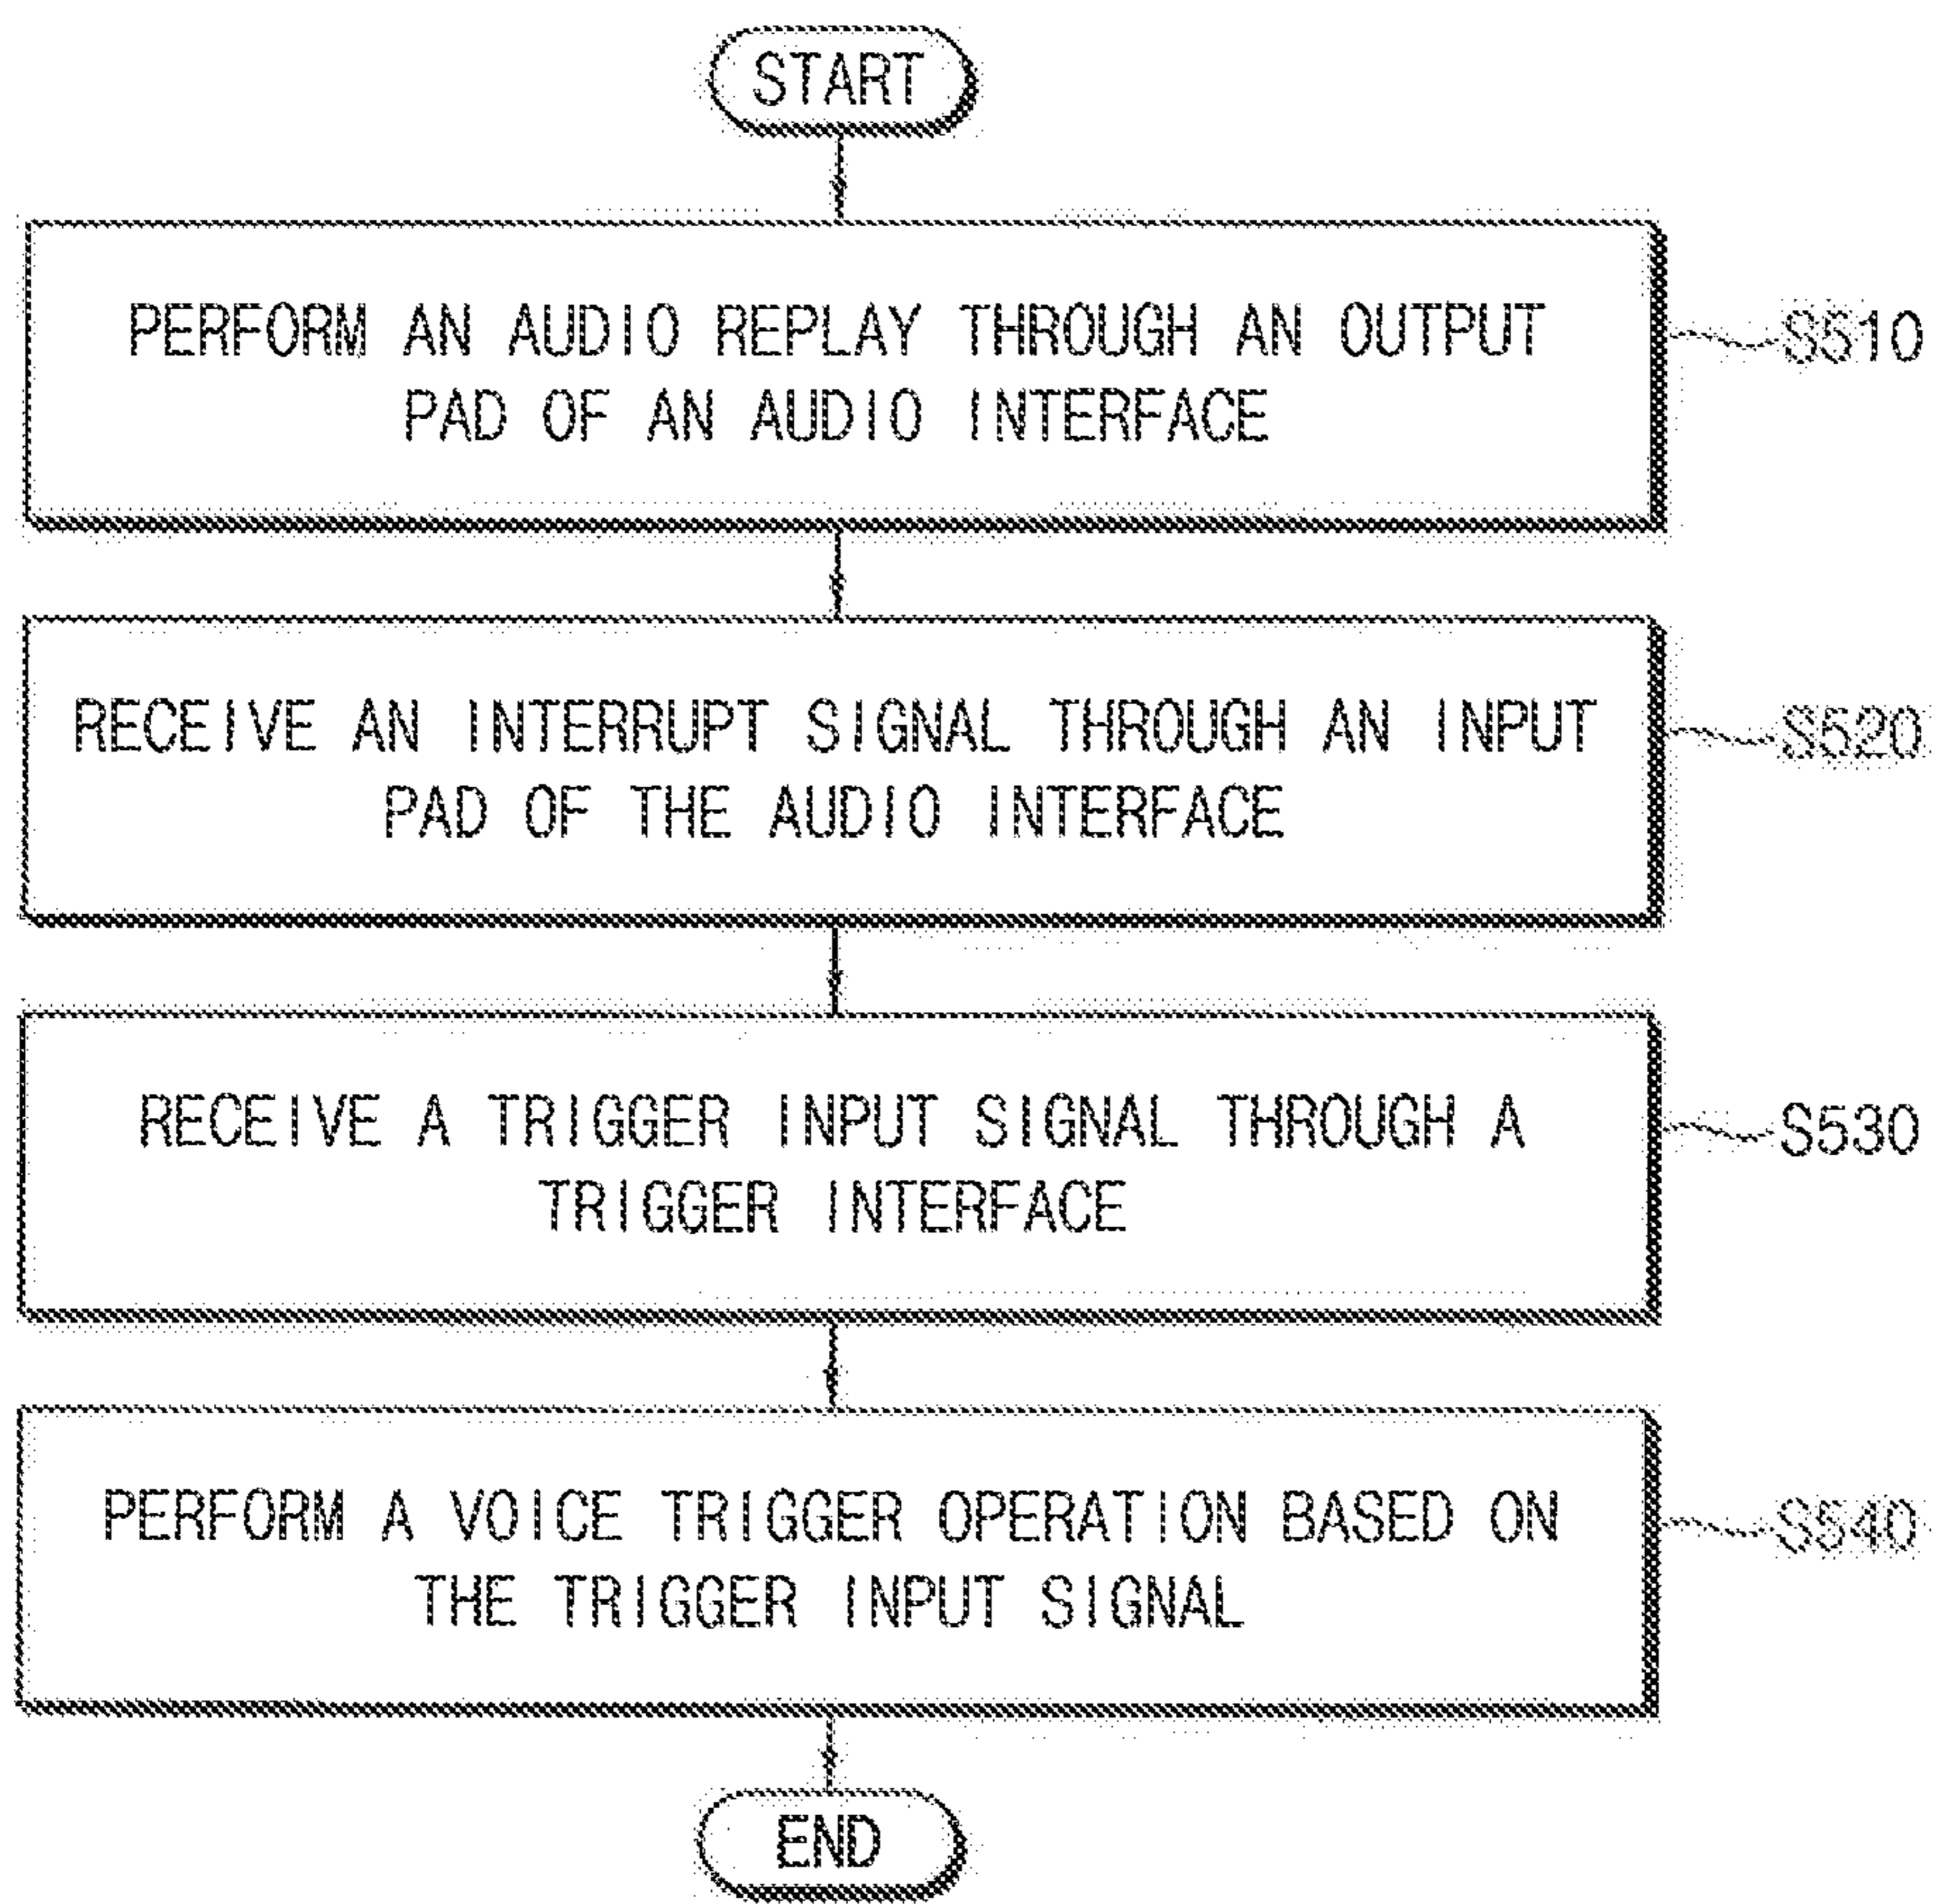 START
PERFORM AN AUDIO REPLAY THROUGH AN OUTPUT
PAD OF AN AUDIO INTERFACE
S510
RECEIVE AN INTERRUPT SIGNAL THROUGH AN INPUT
PAD OF THE AUDIO INTERFACE
S520
RECEIVE A TRIGGER INPUT SIGNAL THROUGH A
TRIGGER INTERFACE
S530
PERFORM A VOICE TRIGGER OPERATION BASED ON
THE TRIGGER INPUT SIGNAL
S540
END